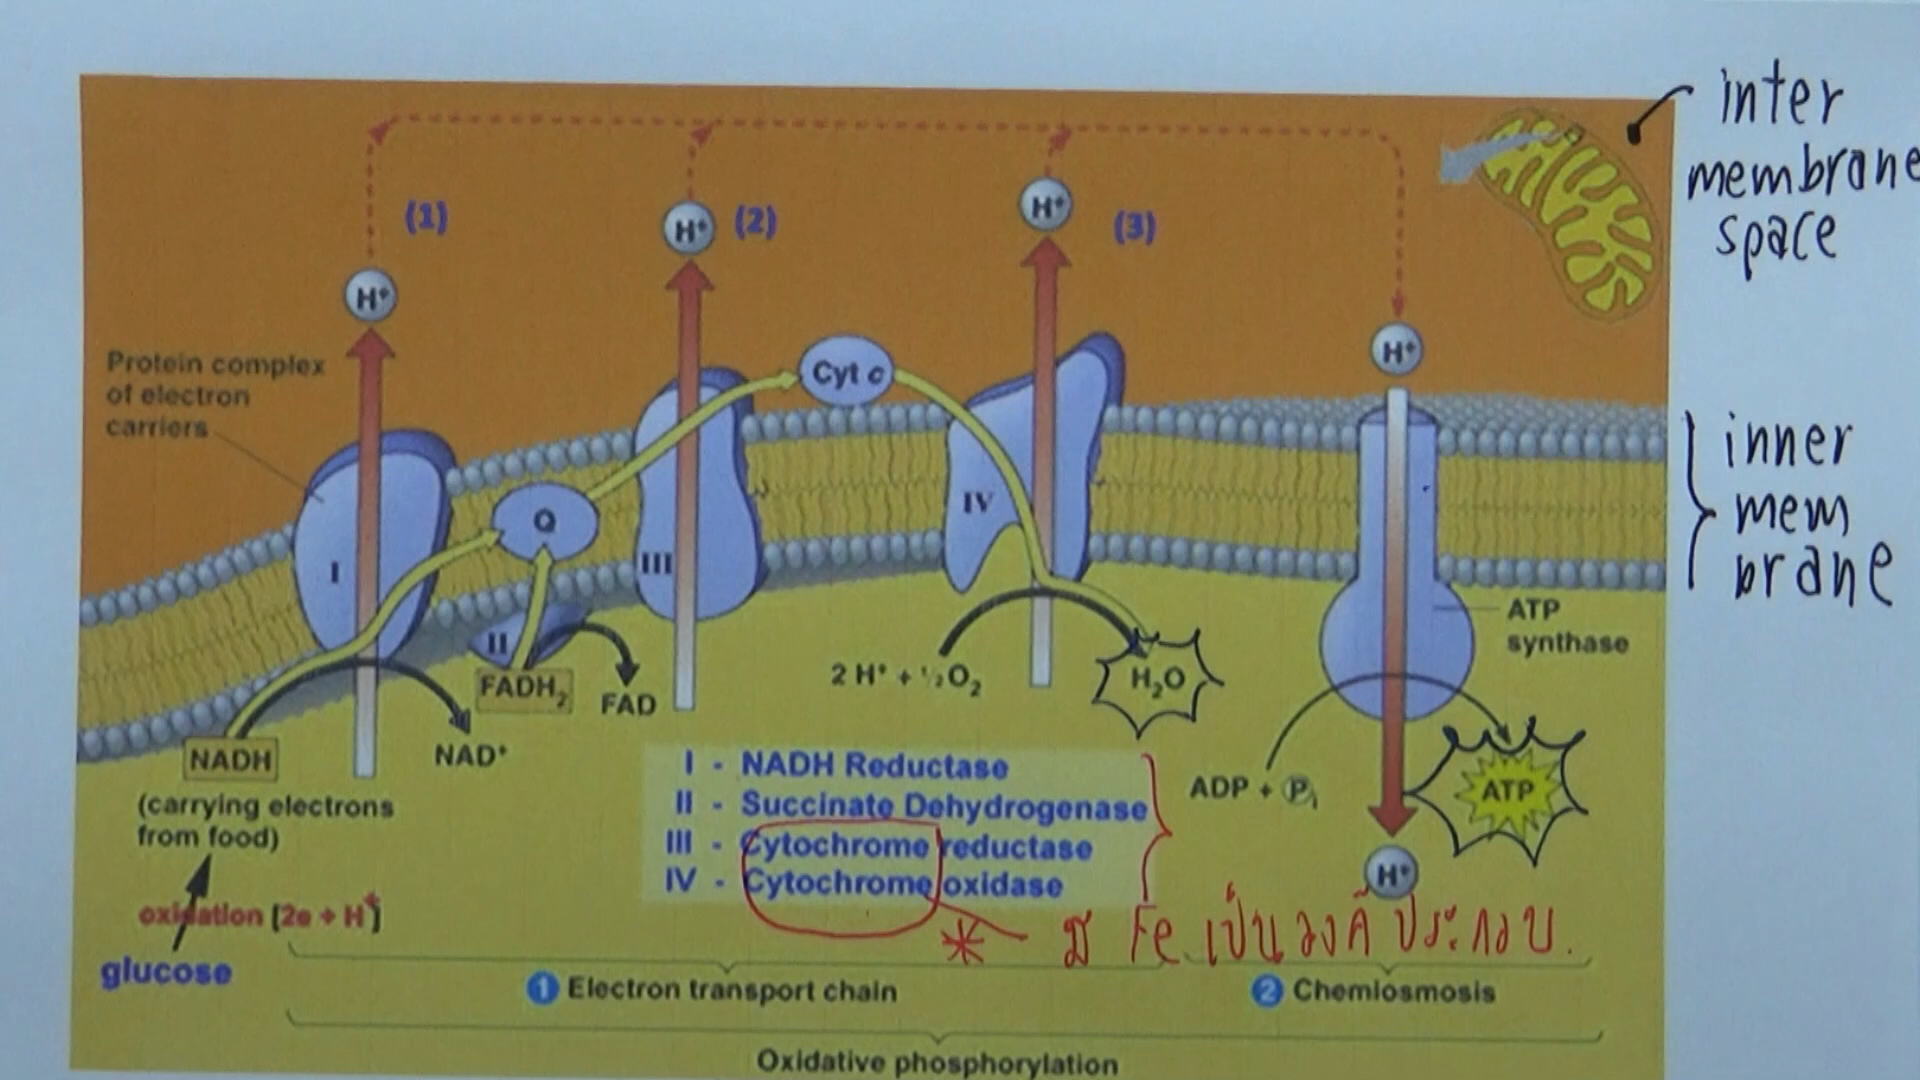 inter
membrane
space
(1)
H⁺ (2)
H⁺ (3)
H⁺
H⁺
Protein complex
of electron
carriers
Cyt c
inner
mem
brane
Q
I
II
III
IV
ATP
synthase
FADH₂
FAD
2 H⁺ + ½O₂
H₂O
NADH
NAD⁺
(carrying electrons
from food)
I - NADH Reductase
II - Succinate Dehydrogenase
III - Cytochrome reductase
IV - Cytochrome oxidase
ADP + Pi
ATP
H⁺
oxidation (2e + H⁺)
glucose
* มี Fe เป็นองค์ประกอบ.
1 Electron transport chain
2 Chemiosmosis
Oxidative phosphorylation